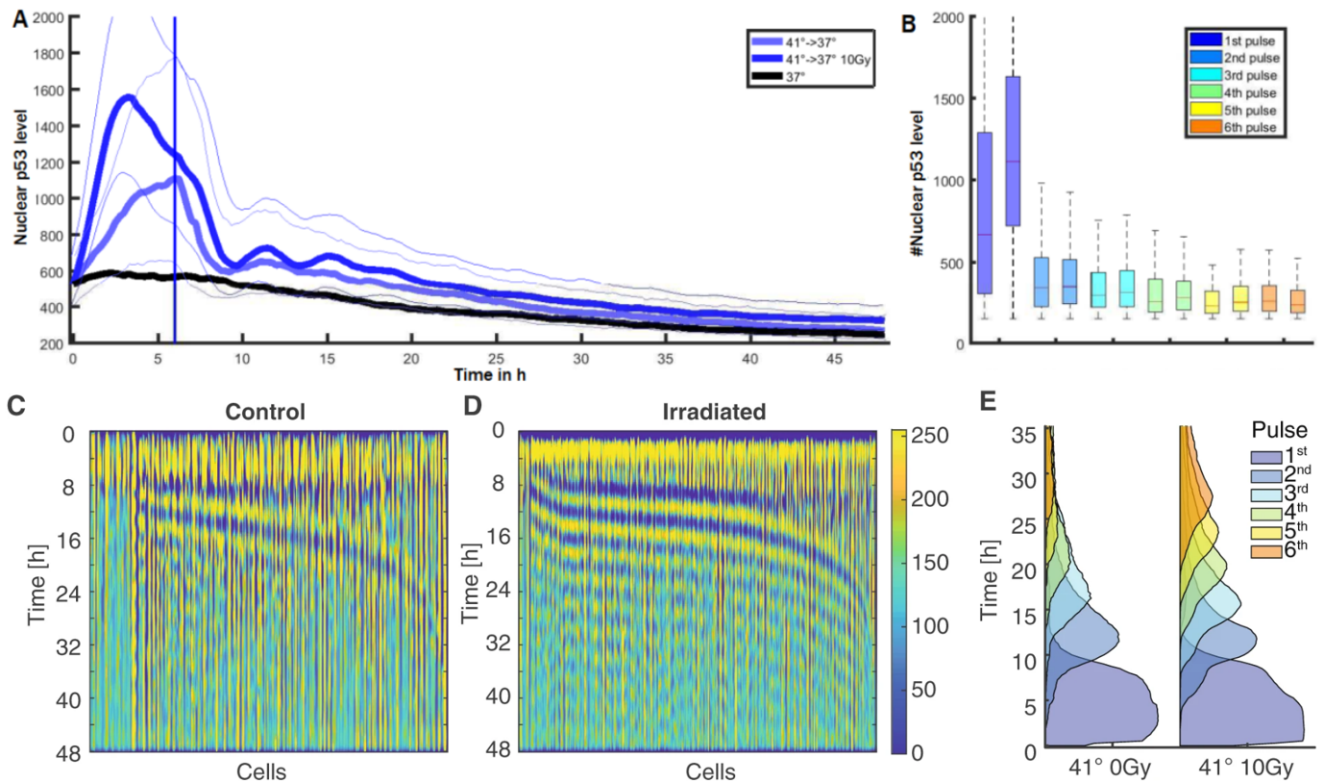 A
Nuclear p53 level
2000
1800
1600
1400
1200
1000
800
600
400
200
0 5 10 15 20 25 30 35 40 45
Time in h
41°->37°
41°->37° 10Gy
37°
B
#Nuclear p53 level
2000
1500
1000
500
0
1st pulse
2nd pulse
3rd pulse
4th pulse
5th pulse
6th pulse
C
Control
Time [h]
0
8
16
24
32
40
48
Cells
D
Irradiated
Time [h]
0
8
16
24
32
40
48
Cells
250
200
150
100
50
0
E
Time [h]
35
30
25
20
15
10
5
0
41° 0Gy 41° 10Gy
Pulse
1st
2nd
3rd
4th
5th
6th